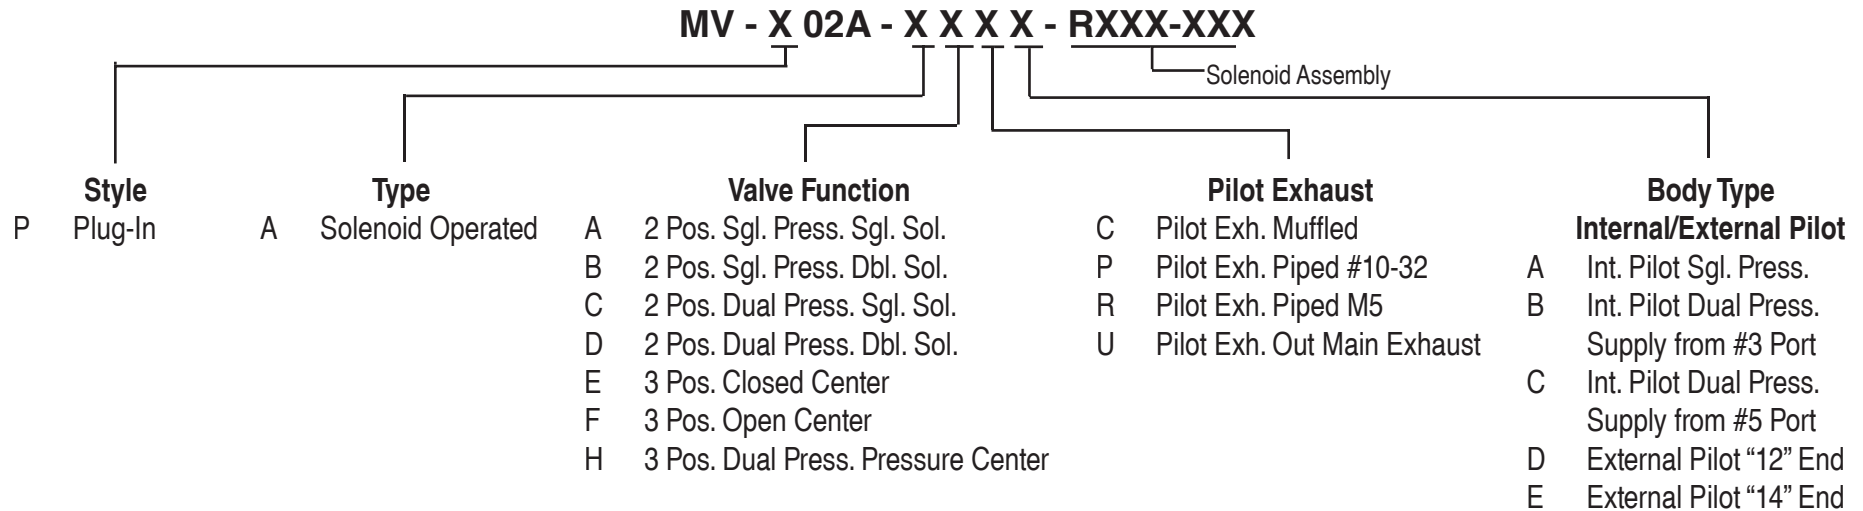 MV - X 02A - X X X X - RXXX-XXX
Solenoid Assembly
Style
P Plug-In
Type
A Solenoid Operated
Valve Function
A 2 Pos. Sgl. Press. Sgl. Sol.
B 2 Pos. Sgl. Press. Dbl. Sol.
C 2 Pos. Dual Press. Sgl. Sol.
D 2 Pos. Dual Press. Dbl. Sol.
E 3 Pos. Closed Center
F 3 Pos. Open Center
H 3 Pos. Dual Press. Pressure Center
Pilot Exhaust
C Pilot Exh. Muffled
P Pilot Exh. Piped #10-32
R Pilot Exh. Piped M5
U Pilot Exh. Out Main Exhaust
Body Type
Internal/External Pilot
A Int. Pilot Sgl. Press.
B Int. Pilot Dual Press.
Supply from #3 Port
C Int. Pilot Dual Press.
Supply from #5 Port
D External Pilot “12” End
E External Pilot “14” End